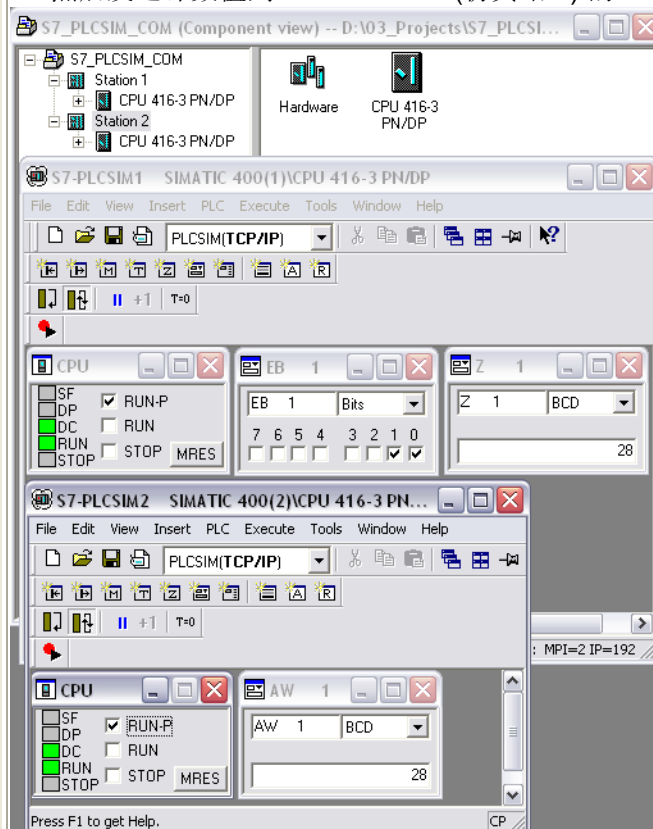 S7_PLCSIM_COM (Component view) -- D:\03_Projects\S7_PLCSI...
S7_PLCSIM_COM
Station 1
CPU 416-3 PN/DP
Station 2
CPU 416-3 PN/DP
Hardware
CPU 416-3
PN/DP
S7-PLCSIM1 SIMATIC 400(1)\CPU 416-3 PN/DP
File Edit View Insert PLC Execute Tools Window Help
PLCSIM(TCP/IP)
+1 T=0
CPU
SF
DP
DC
RUN
STOP
RUN-P
RUN
STOP MRES
EB 1
EB 1 Bits
7 6 5 4 3 2 1 0
Z 1
Z 1 BCD
28
S7-PLCSIM2 SIMATIC 400(2)\CPU 416-3 PN...
File Edit View Insert PLC Execute Tools Window Help
PLCSIM(TCP/IP)
+1 T=0
: MPI=2 IP=192
CPU
SF
DP
DC
RUN
STOP
RUN-P
RUN
STOP MRES
AW 1
AW 1 BCD
28
Press F1 to get Help.
CP